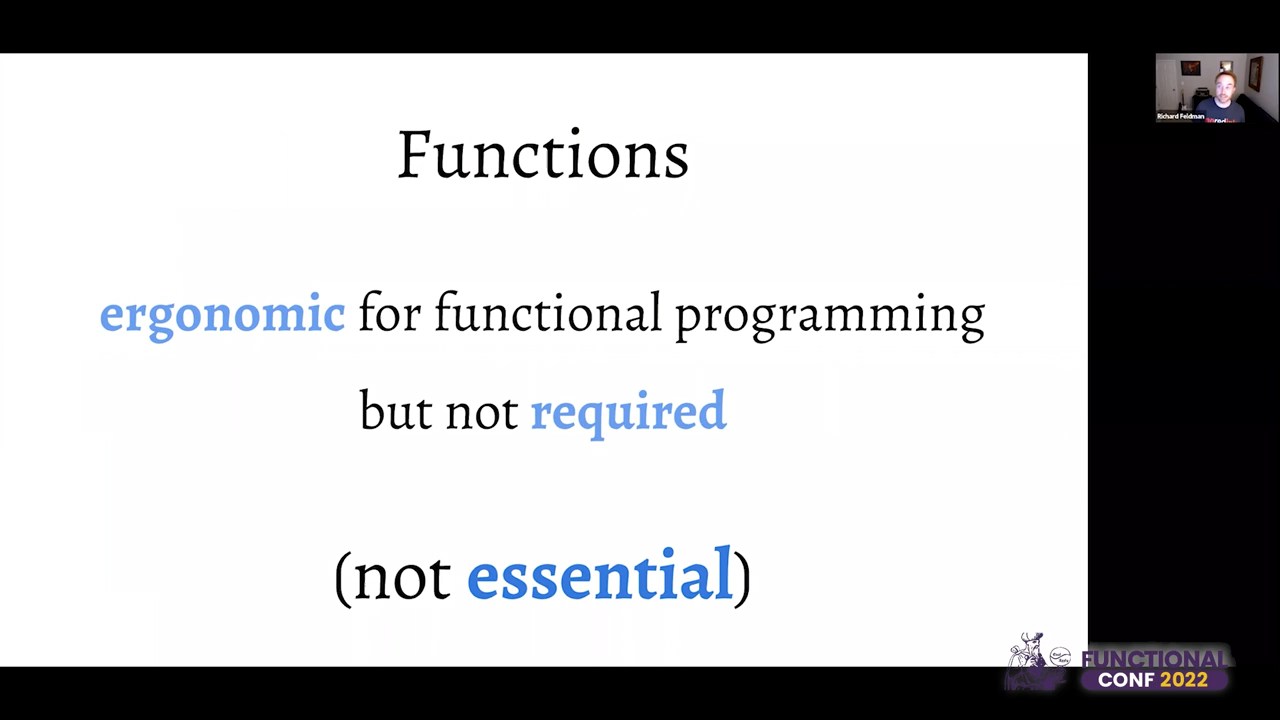 Functions
ergonomic for functional programming
but not required
(not essential)
Richard Feldman
FUNCTIONAL
CONF 2022